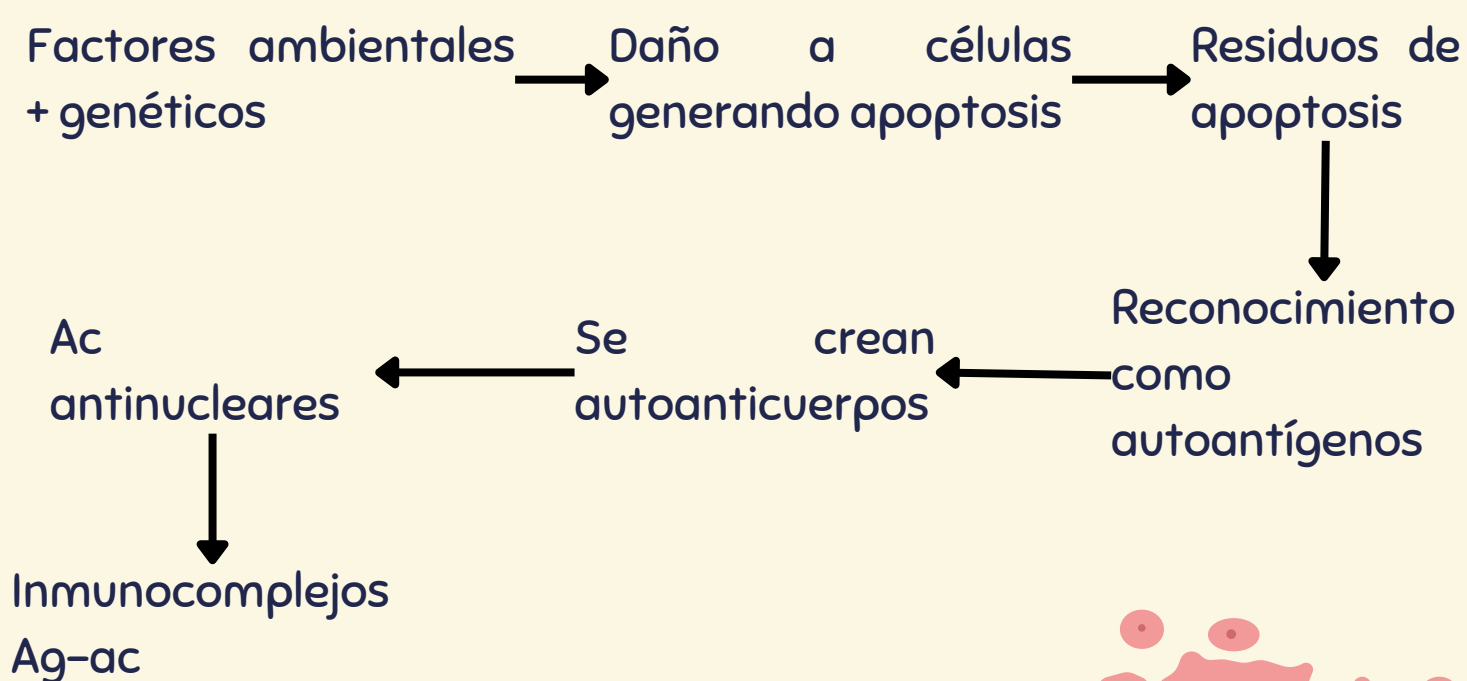 Factores ambientales
+ genéticos
Daño a células
generando apoptosis
Residuos de
apoptosis
Reconocimiento
como
autoantígenos
Se crean
autoanticuerpos
Ac
antinucleares
Inmunocomplejos
Ag-ac